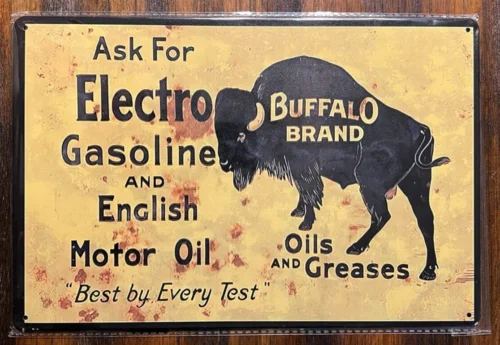 Ask For
Electro
Gasoline
AND
English
Motor Oil
"Best by Every Test"
BUFFALO
BRAND
Oils
AND Greases